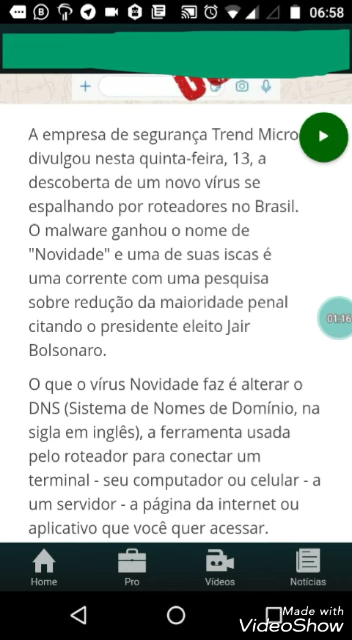 06:58
A empresa de segurança Trend Micro
divulgou nesta quinta-feira, 13, a
descoberta de um novo vírus se
espalhando por roteadores no Brasil.
O malware ganhou o nome de
"Novidade" e uma de suas iscas é
uma corrente com uma pesquisa
sobre redução da maioridade penal
citando o presidente eleito Jair
Bolsonaro.
01:16
O que o vírus Novidade faz é alterar o
DNS (Sistema de Nomes de Domínio, na
sigla em inglês), a ferramenta usada
pelo roteador para conectar um
terminal - seu computador ou celular - a
um servidor - a página da internet ou
aplicativo que você quer acessar.
Home Pro Vídeos Notícias
Made with
VideoShow